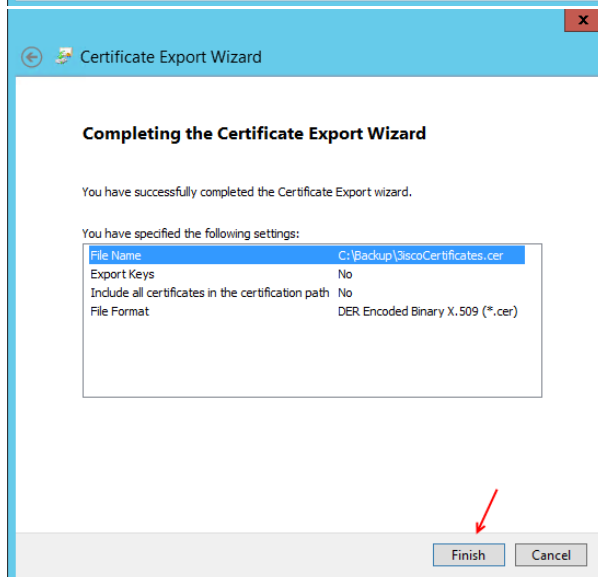 x
Certificate Export Wizard
Completing the Certificate Export Wizard
You have successfully completed the Certificate Export wizard.
You have specified the following settings:
File Name C:\Backup\3iscoCertificates.cer
Export Keys No
Include all certificates in the certification path No
File Format DER Encoded Binary X.509 (*.cer)
Finish Cancel